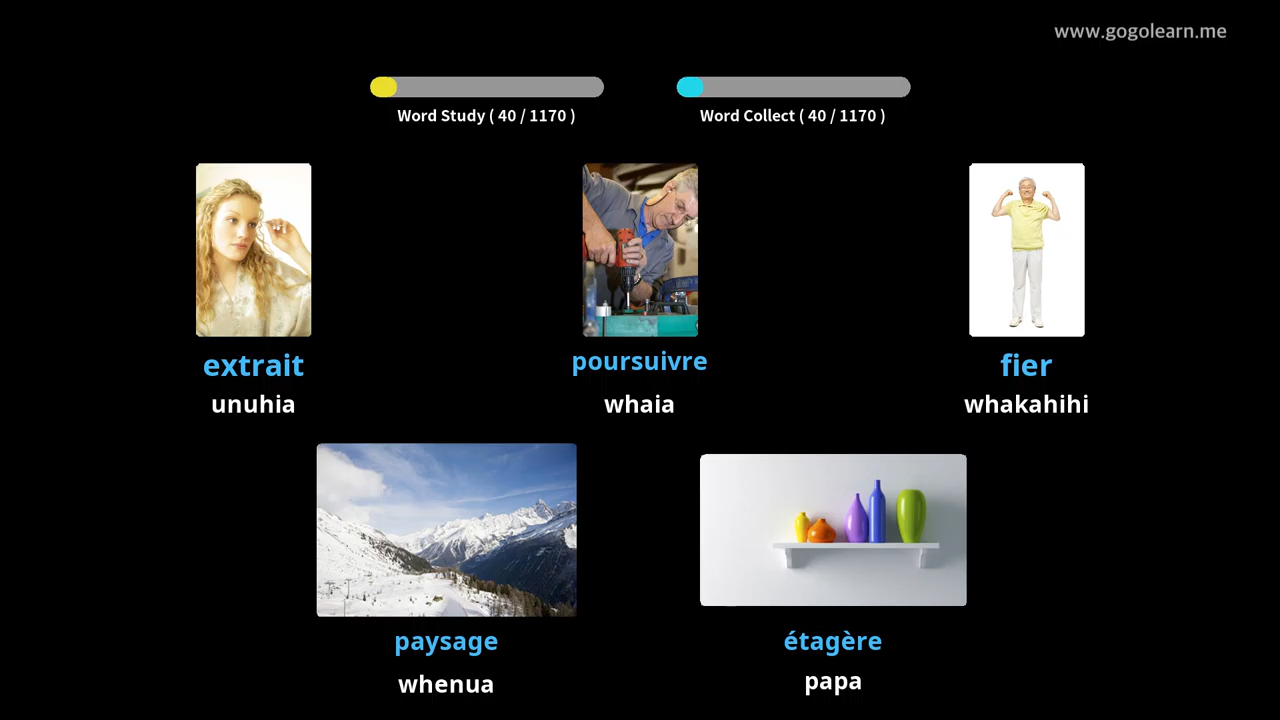 www.gogolearn.me
Word Study ( 40 / 1170 )
Word Collect ( 40 / 1170 )
extrait
unuhia
poursuivre
whaia
fier
whakahihi
paysage
whenua
étagère
papa